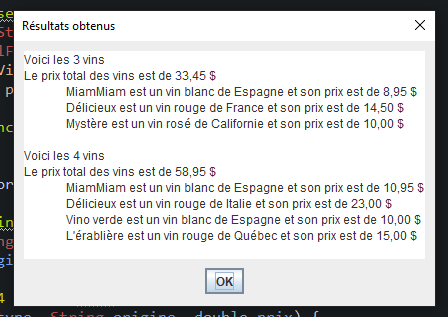 Résultats obtenus
Voici les 3 vins
Le prix total des vins est de 33,45 $
MiamMiam est un vin blanc de Espagne et son prix est de 8,95 $
Délicieux est un vin rouge de France et son prix est de 14,50 $
Mystère est un vin rosé de Californie et son prix est de 10,00 $
Voici les 4 vins
Le prix total des vins est de 58,95 $
MiamMiam est un vin blanc de Espagne et son prix est de 10,95 $
Délicieux est un vin rouge de Italie et son prix est de 23,00 $
Vino verde est un vin blanc de Espagne et son prix est de 10,00 $
L'érablière est un vin rouge de Québec et son prix est de 15,00 $
OK